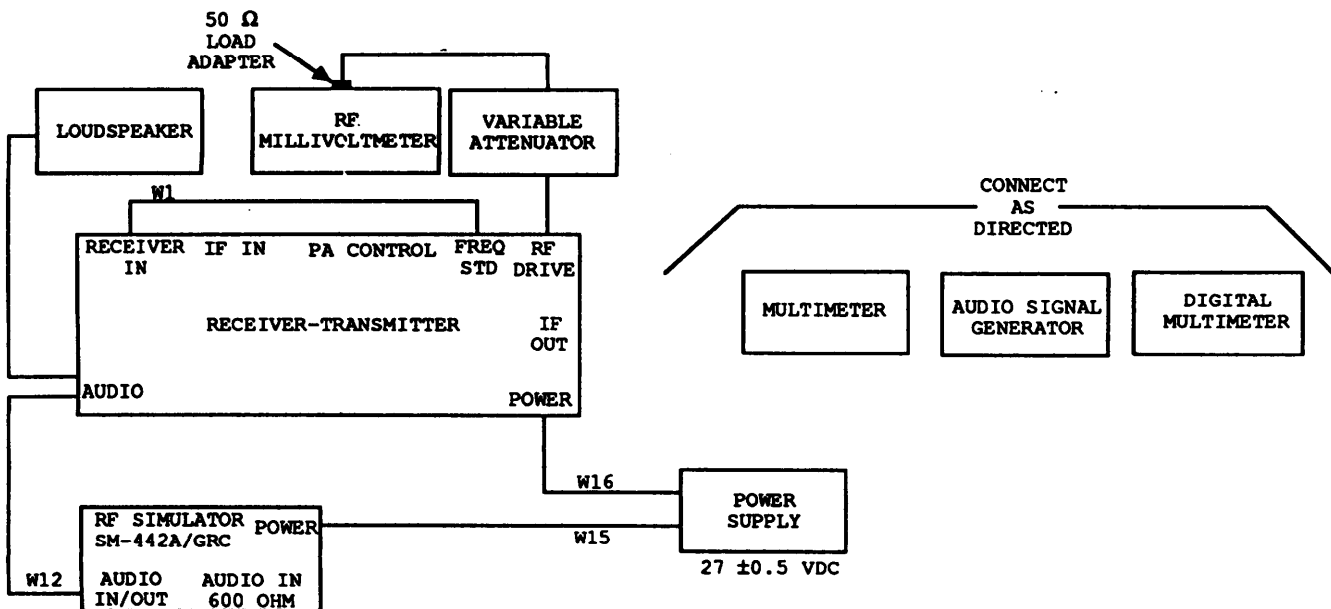 50 Ω
LOAD
ADAPTER
LOUDSPEAKER
RF
MILLIVOLTMETER
VARIABLE
ATTENUATOR
W1
RECEIVER
IN
IF IN
PA CONTROL
FREQ
STD
RF
DRIVE
RECEIVER-TRANSMITTER
IF
OUT
AUDIO
POWER
CONNECT
AS
DIRECTED
MULTIMETER
AUDIO SIGNAL
GENERATOR
DIGITAL
MULTIMETER
W16
W15
POWER
SUPPLY
27 ±0.5 VDC
RF SIMULATOR
SM-442A/GRC
POWER
W12
AUDIO
IN/OUT
AUDIO IN
600 OHM